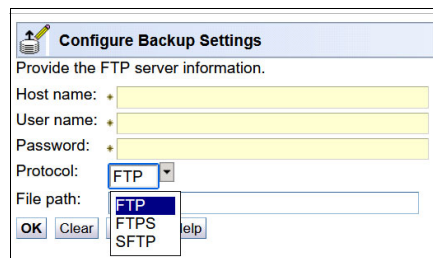 Configure Backup Settings
Provide the FTP server information.
Host name: *
User name: *
Password: *
Protocol: FTP
File path: FTP
FTPS
OK Clear elp
SFTP